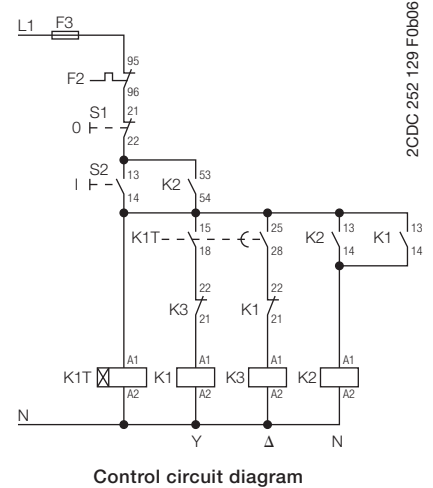 L1 F3
2CDC 252 129 F0b06
95
F2
96
S1 21
0
22
S2 13 K2 53
I
14 54
K1T 15 25 K2 13 K1 13
18 28 14 14
22 22
K3 K1
21 21
A1 A1 A1 A1
K1T K1 K3 K2
A2 A2 A2 A2
N
Y Δ N
Control circuit diagram